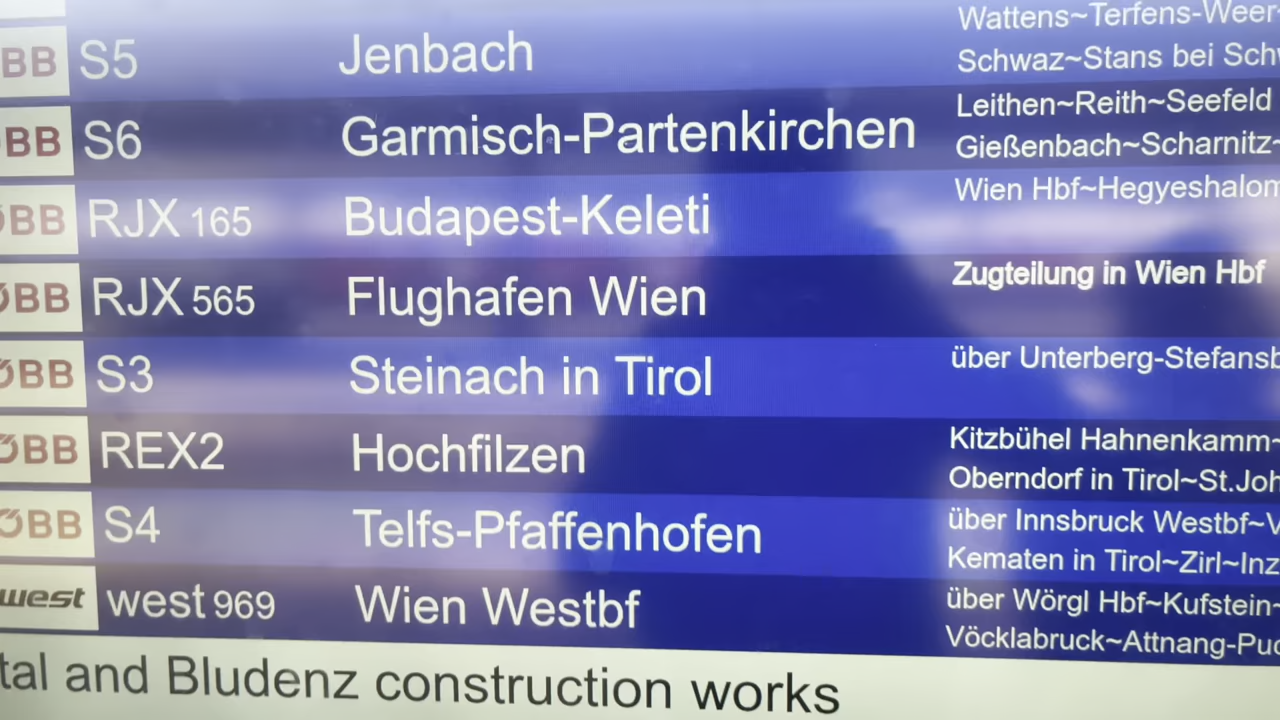 Wattens~Terfens-Weer
BB S5 Jenbach Schwaz~Stans bei
BB S6 Garmisch-Partenkirchen Leithen~Reith~Seefeld
Gießenbach~Scharnitz~
ÖBB RJX 165 Budapest-Keleti Wien Hbf~Hegyeshalom
ÖBB RJX 565 Flughafen Wien Zugteilung in Wien Hbf
ÖBB S3 Steinach in Tirol über Unterberg-Stefansb
ÖBB REX2 Hochfilzen Kitzbühel Hahnenkamm~
Oberndorf in Tirol~St.Joh
ÖBB S4 Telfs-Pfaffenhofen über Innsbruck Westbf~V
Kematen in Tirol~Zirl~Inz
west west 969 Wien Westbf über Wörgl Hbf~Kufstein~
Vöcklabruck~Attnang-Puc
tal and Bludenz construction works